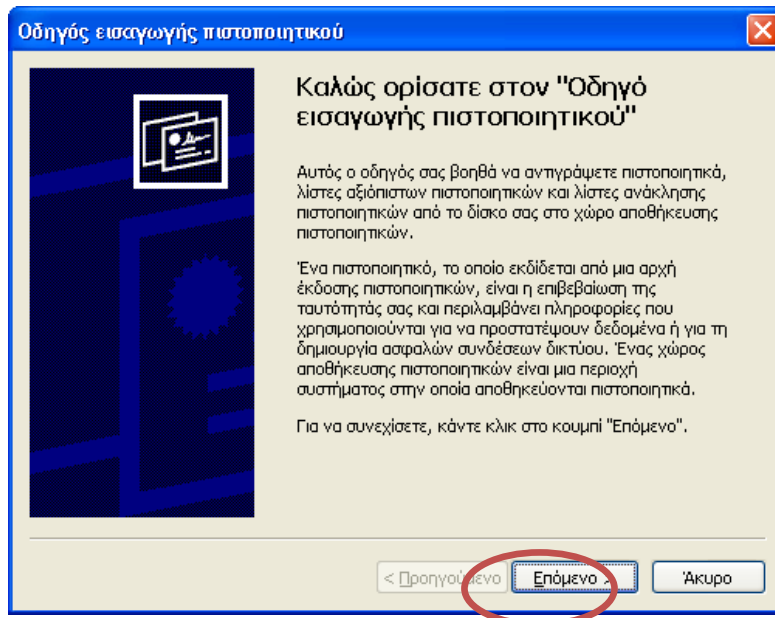 Οδηγός εισαγωγής πιστοποιητικού
Καλώς ορίσατε στον "Οδηγό
εισαγωγής πιστοποιητικού"
Αυτός ο οδηγός σας βοηθά να αντιγράψετε πιστοποιητικά,
λίστες αξιόπιστων πιστοποιητικών και λίστες ανάκλησης
πιστοποιητικών από το δίσκο σας στο χώρο αποθήκευσης
πιστοποιητικών.
Ένα πιστοποιητικό, το οποίο εκδίδεται από μια αρχή
έκδοσης πιστοποιητικών, είναι η επιβεβαίωση της
ταυτότητάς σας και περιλαμβάνει πληροφορίες που
χρησιμοποιούνται για να προστατέψουν δεδομένα ή για τη
δημιουργία ασφαλών συνδέσεων δικτύου. Ένας χώρος
αποθήκευσης πιστοποιητικών είναι μια περιοχή
συστήματος στην οποία αποθηκεύονται πιστοποιητικά.
Για να συνεχίσετε, κάντε κλικ στο κουμπί "Επόμενο".
< Προηγούμενο Επόμενο > Άκυρο